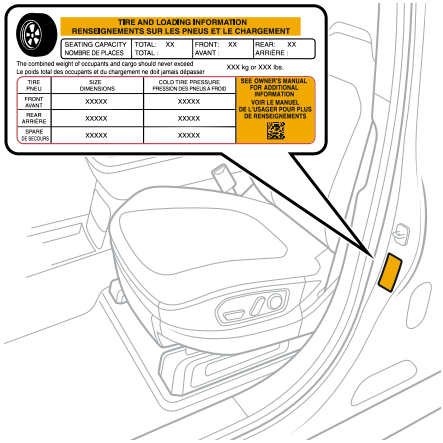 TIRE AND LOADING INFORMATION
RENSEIGNEMENTS SUR LES PNEUS ET LE CHARGEMENT
SEATING CAPACITY TOTAL: XX FRONT: XX REAR: XX
NOMBRE DE PLACES TOTAL : AVANT : ARRIÈRE :
The combined weight of occupants and cargo should never exceed
Le poids total des occupants et du chargement ne doit jamais dépasser
XXX kg or XXX lbs.
TIRE SIZE COLD TIRE PRESSURE
PNEU DIMENSIONS PRESSION DES PNEUS À FROID
FRONT
AVANT
XXXXX XXXXX
REAR
ARRIÈRE
XXXXX XXXXX
SPARE
DE SECOURS
XXXXX XXXXX
SEE OWNER'S MANUAL
FOR ADDITIONAL
INFORMATION
VOIR LE MANUEL
DE L'USAGER POUR PLUS
DE RENSEIGNEMENTS